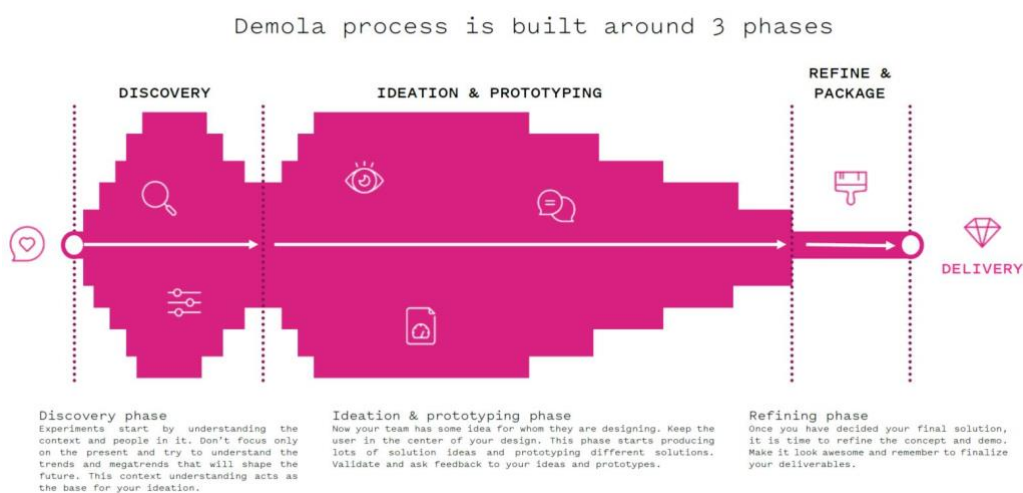 Demola process is built around 3 phases
DISCOVERY
IDEATION & PROTOTYPING
REFINE &
PACKAGE
DELIVERY
Discovery phase
Experiments start by understanding the
context and people in it. Don't focus only
on the present and try to understand the
trends and megatrends that will shape the
future. This context understanding acts as
the base for your ideation.
Ideation & prototyping phase
Now your team has some idea for whom they are designing. Keep the
user in the center of your design. This phase starts producing
lots of solution ideas and prototyping different solutions.
Validate and ask feedback to your ideas and prototypes.
Refining phase
Once you have decided your final solution,
it is time to refine the concept and demo.
Make it look awesome and remember to finalize
your deliverables.